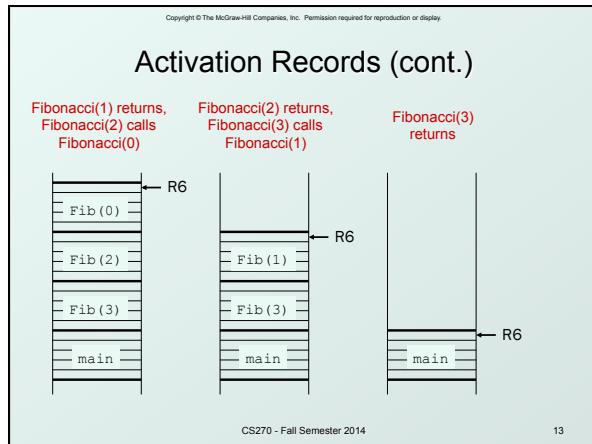 Copyright © The McGraw-Hill Companies, Inc.  Permission required for reproduction or display.
Activation Records (cont.)
Fibonacci(1) returns,
Fibonacci(2) calls
Fibonacci(0)
Fibonacci(2) returns,
Fibonacci(3) calls
Fibonacci(1)
Fibonacci(3)
returns
R6
Fib(0)
Fib(2)
Fib(3)
main
R6
Fib(1)
Fib(3)
main
R6
main
CS270 - Fall Semester 2014
13